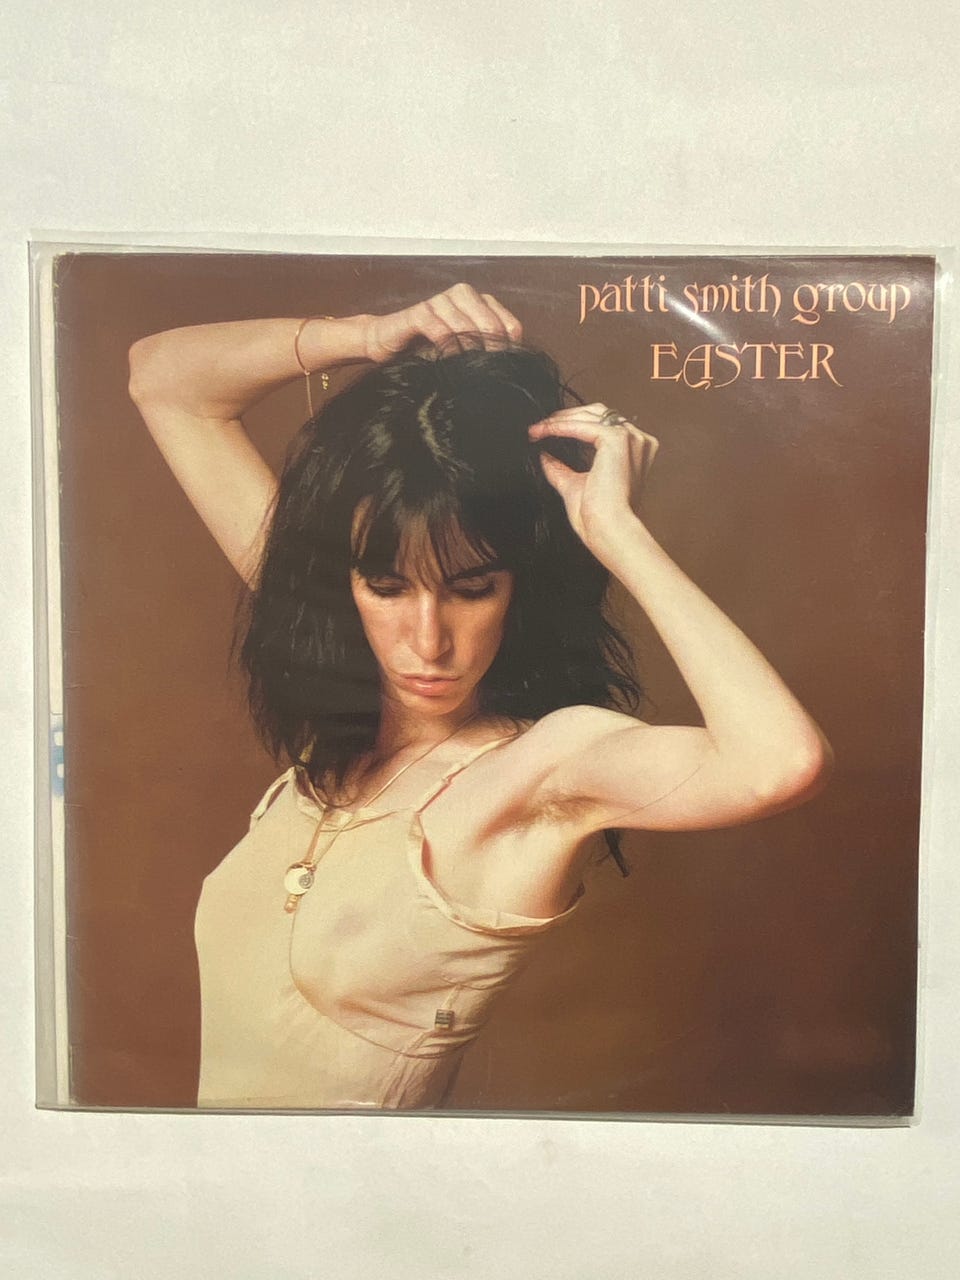 patti smith group
EASTER